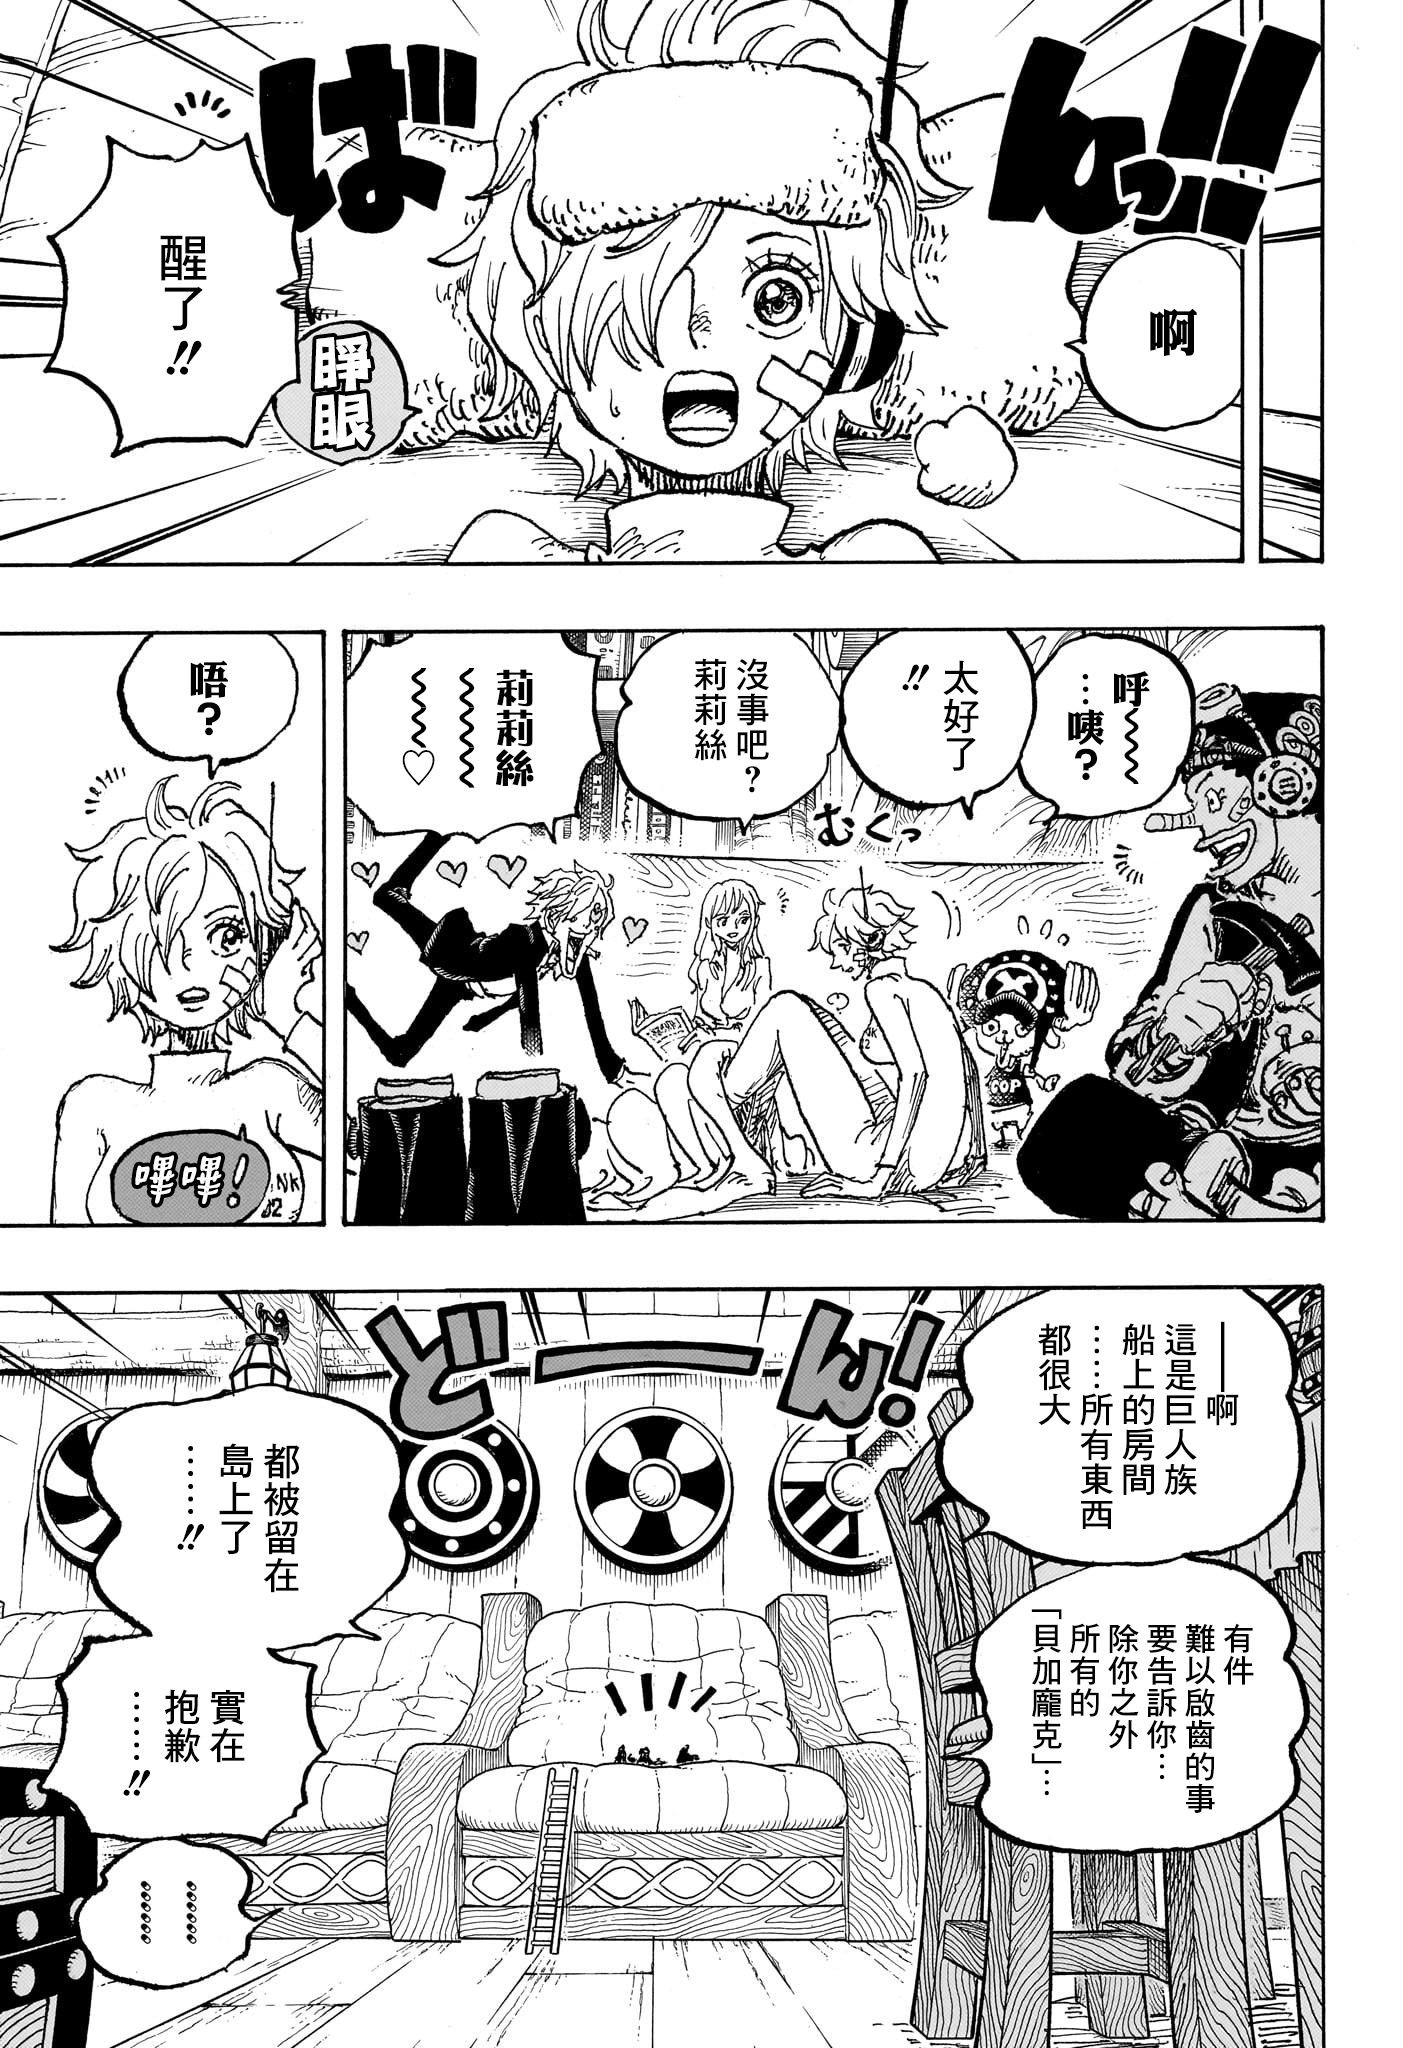 ばんっ!!
啊
睜眼
醒了!!
呼
…咦?
太好了
!!
沒事吧?
莉莉絲
莉莉絲
♡
むくっ
COP
NK
02
唔?
嗶嗶!
NK
02
どーん!
——啊
這是巨人族
船上的房間
……所有東西
都很大
有件
難以啟齒的事
要告訴你…
除你之外
所有的
「貝加龐克」…
都被留在
島上了
……!!
實在
抱歉
……!!
……
……